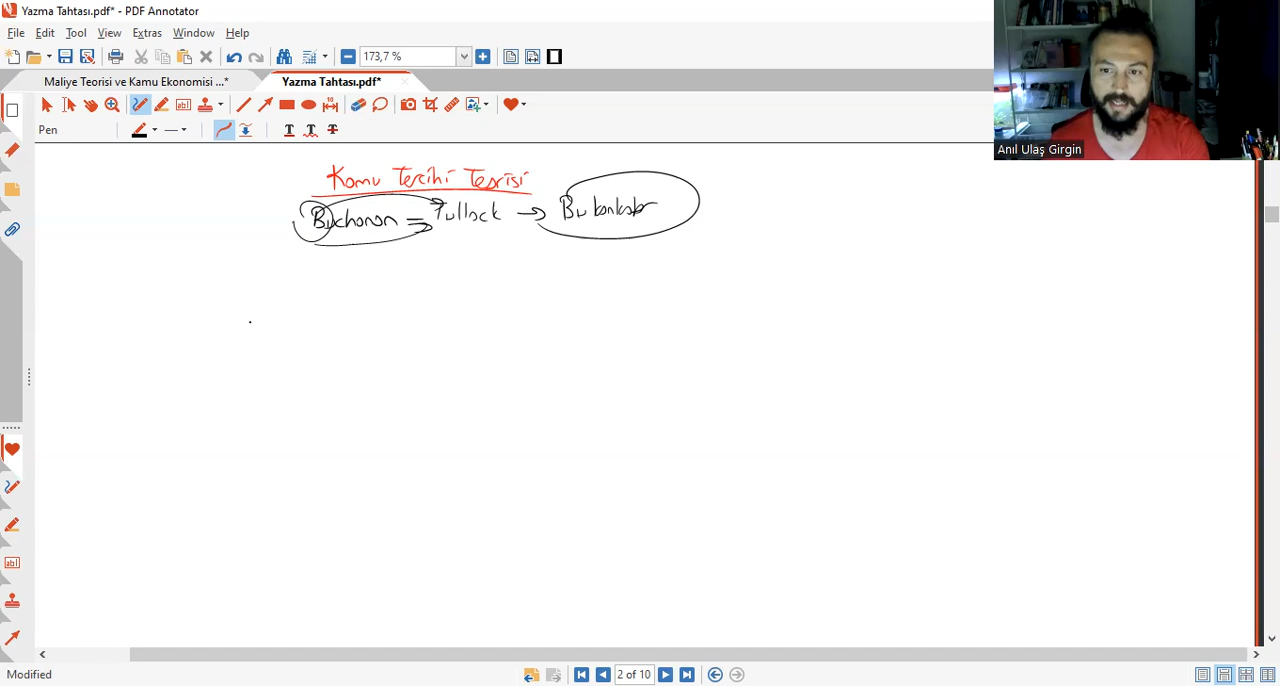 Yazma Tahtası.pdf* - PDF Annotator
File Edit Tool View Extras Window Help
173,7 %
Maliye Teorisi ve Kamu Ekonomisi ...* Yazma Tahtası.pdf*
Pen
Anıl Ulaş Girgin
Kamu Tercihi Teorisi
Buchanan = Tullock →
2 of 10
Modified